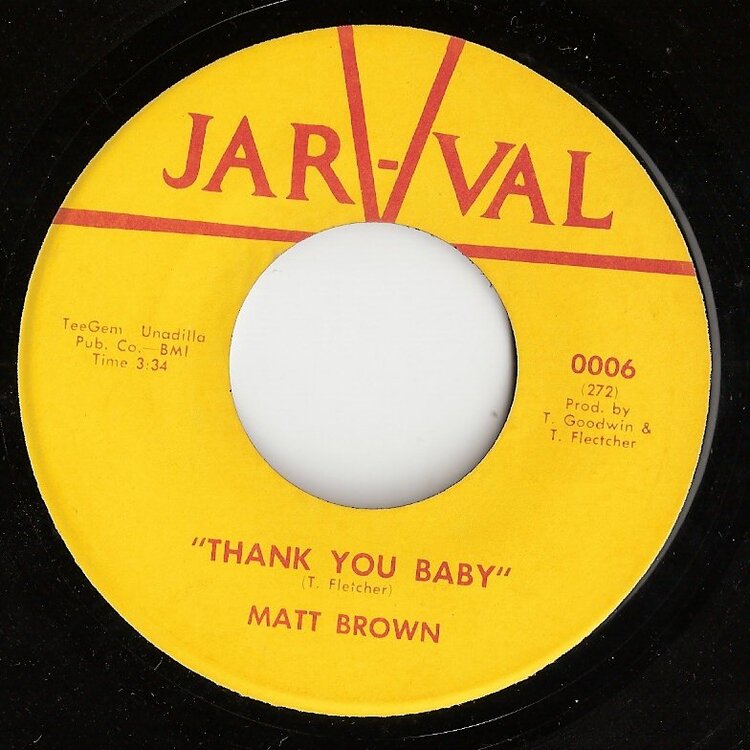 JAR-VAL
TeeGem Unadilla
Pub. Co.—BMI
Time 3:34
0006
(272)
Prod. by
T. Goodwin &
T. Flectcher
"THANK YOU BABY"
(T. Fletcher)
MATT BROWN